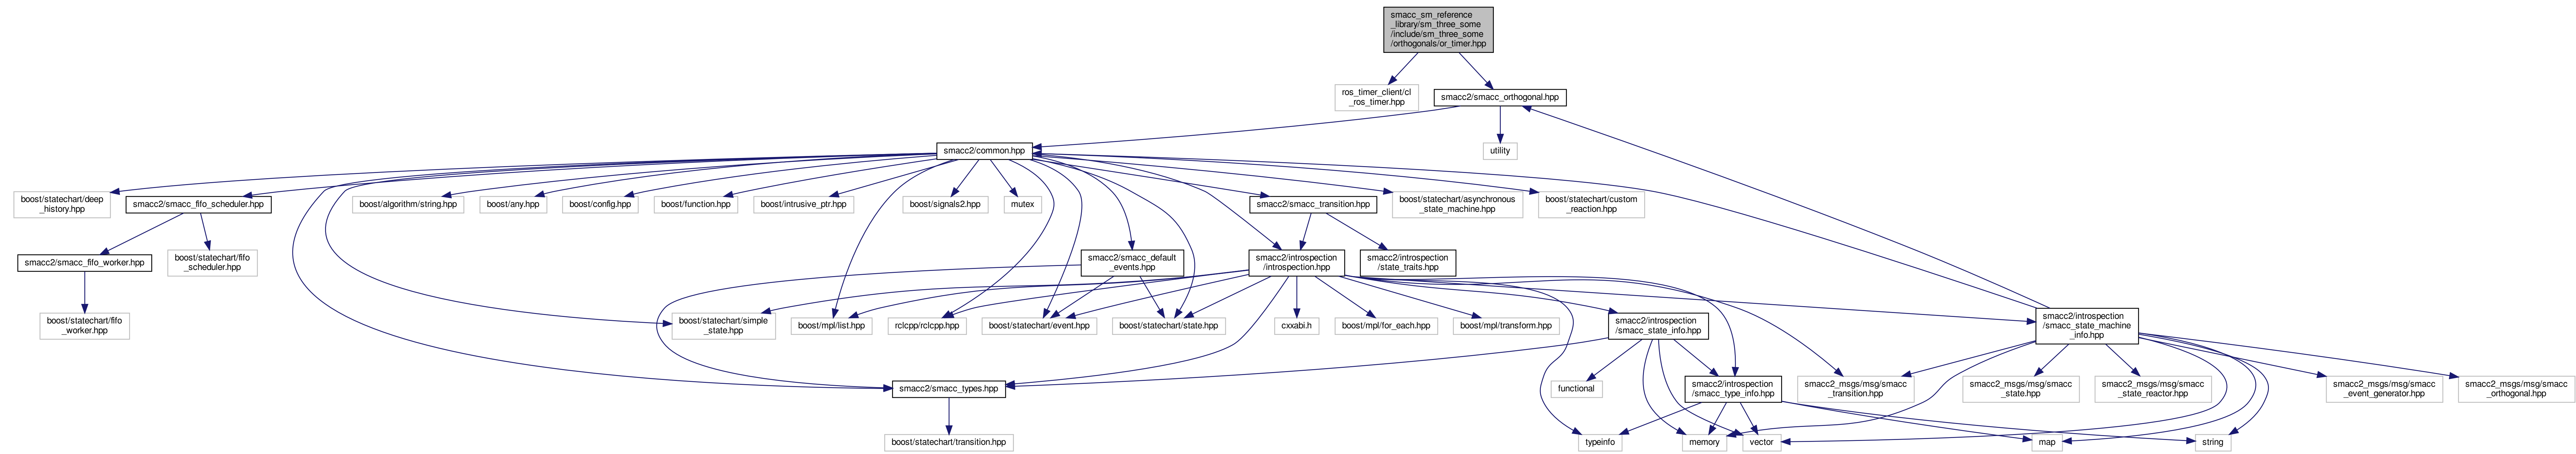 smacc_sm_reference
_library/sm_three_some
/include/sm_three_some
/orthogonals/or_timer.hpp
ros_timer_client/cl
_ros_timer.hpp
smacc2/smacc_orthogonal.hpp
smacc2/common.hpp
utility
boost/statechart/deep
_history.hpp
smacc2/smacc_fifo_scheduler.hpp
boost/algorithm/string.hpp
boost/any.hpp
boost/config.hpp
boost/function.hpp
boost/intrusive_ptr.hpp
boost/signals2.hpp
mutex
smacc2/smacc_transition.hpp
boost/statechart/asynchronous
_state_machine.hpp
boost/statechart/custom
_reaction.hpp
smacc2/smacc_fifo_worker.hpp
boost/statechart/fifo
_scheduler.hpp
smacc2/smacc_default
_events.hpp
smacc2/introspection
/introspection.hpp
smacc2/introspection
/state_traits.hpp
boost/statechart/fifo
_worker.hpp
boost/statechart/simple
_state.hpp
boost/mpl/list.hpp
rclcpp/rclcpp.hpp
boost/statechart/event.hpp
boost/statechart/state.hpp
cxxabi.h
boost/mpl/for_each.hpp
boost/mpl/transform.hpp
smacc2/introspection
/smacc_state_info.hpp
smacc2/introspection
/smacc_state_machine
_info.hpp
smacc2/smacc_types.hpp
functional
smacc2/introspection
/smacc_type_info.hpp
smacc2_msgs/msg/smacc
_transition.hpp
smacc2_msgs/msg/smacc
_state.hpp
smacc2_msgs/msg/smacc
_state_reactor.hpp
smacc2_msgs/msg/smacc
_event_generator.hpp
smacc2_msgs/msg/smacc
_orthogonal.hpp
boost/statechart/transition.hpp
typeinfo
memory
vector
map
string